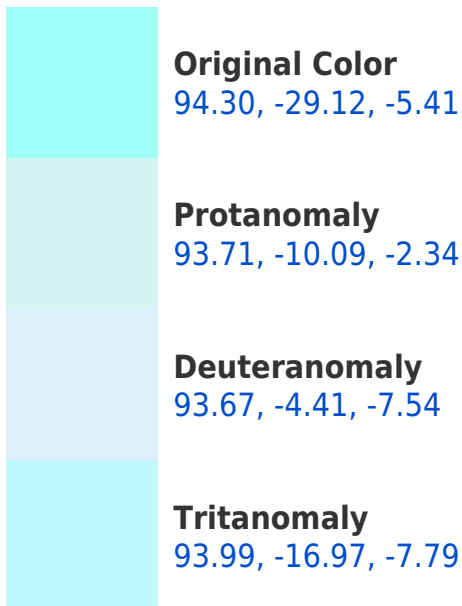 Original Color
94.30, -29.12, -5.41
Protanomaly
93.71, -10.09, -2.34
Deuteranomaly
93.67, -4.41, -7.54
Tritanomaly
93.99, -16.97, -7.79